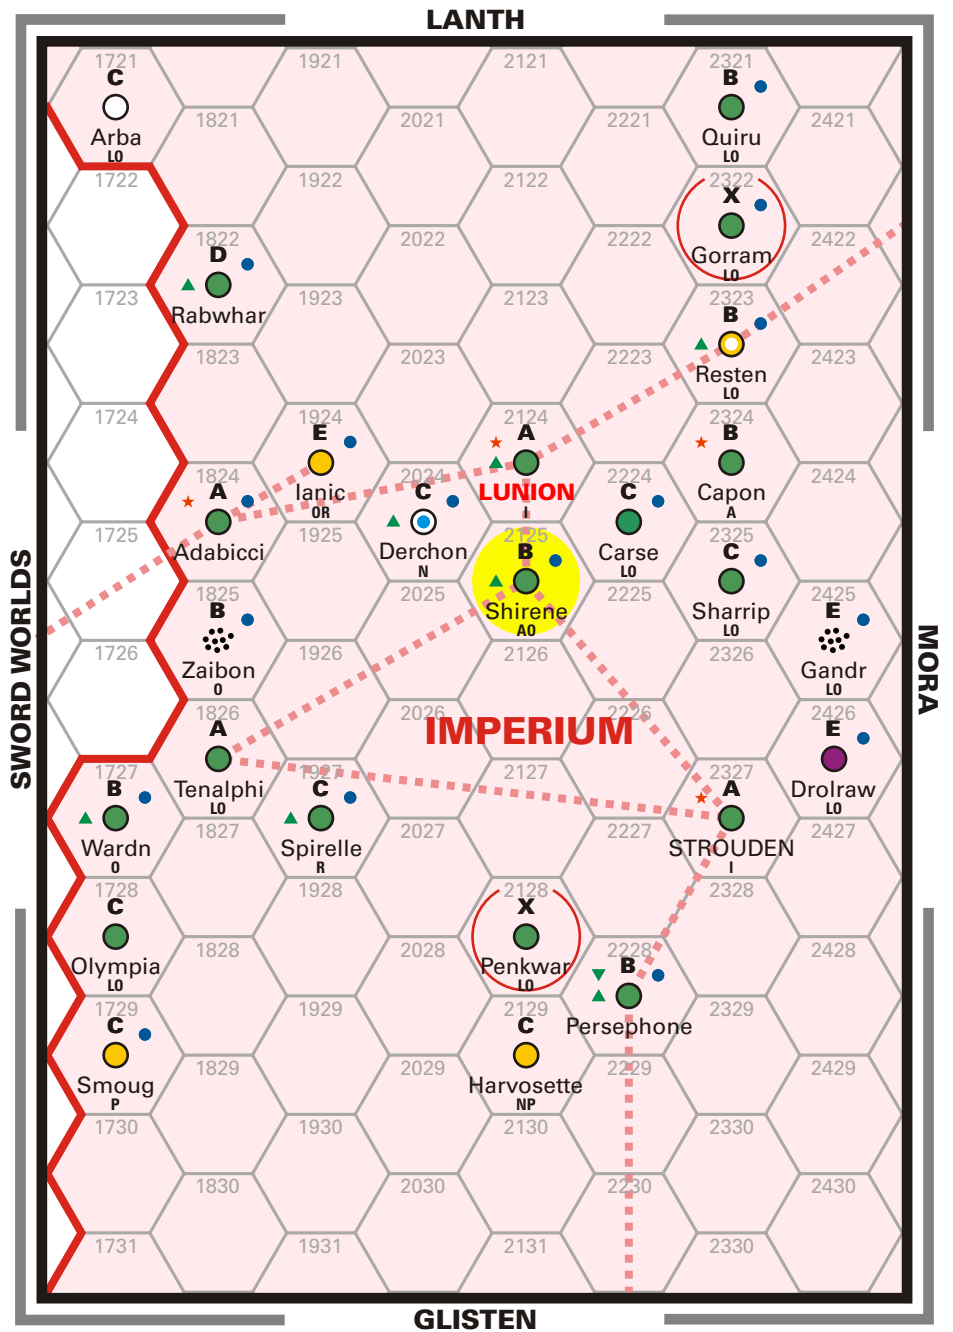 LANTH
1721 1921 2121 2321
C B
Arba Quiru
LO LO
1821 2021 2221 2421
1722 1922 2122 2322
X
Gorram
LO
1822 2022 2222 2422
D
Rabwhar
1723 1923 2123 2323
B
Resten
LO
1823 2023 2223 2423
1724 1924 2124 2324
E A B
Ianic LUNION Capon
OR I A
1824 2024 2224 2424
A C C
Adabicci Derchon Carse
N LO
1725 1925 2125 2325
B C
Shirene Sharrip
AO LO
1825 2025 2225 2425
B E
Zaibon Gandr
O LO
1726 1926 2126 2326
1826 2026 2226 2426
IMPERIUM
A E
Tenalphi Drolraw
LO LO
1727 1927 2127 2327
B C A
Wardn Spirelle STROUDEN
O R I
1827 2027 2227 2427
1728 1928 2128 2328
C X
Olympia Penkwar
LO LO
1828 2028 2228 2428
B
Persephone
1729 1929 2129 2329
C C
Smoug Harvosette
P NP
1829 2029 2229 2429
1730 1930 2130 2330
1830 2030 2230 2430
1731 1931 2131 2330
SWORD WORLDS
MORA
GLISTEN